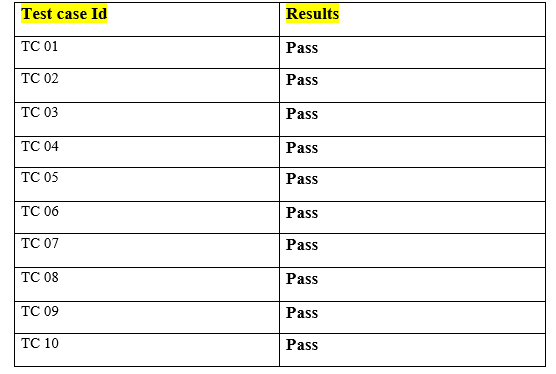 Test case Id Results
TC 01 Pass
TC 02 Pass
TC 03 Pass
TC 04 Pass
TC 05 Pass
TC 06 Pass
TC 07 Pass
TC 08 Pass
TC 09 Pass
TC 10 Pass